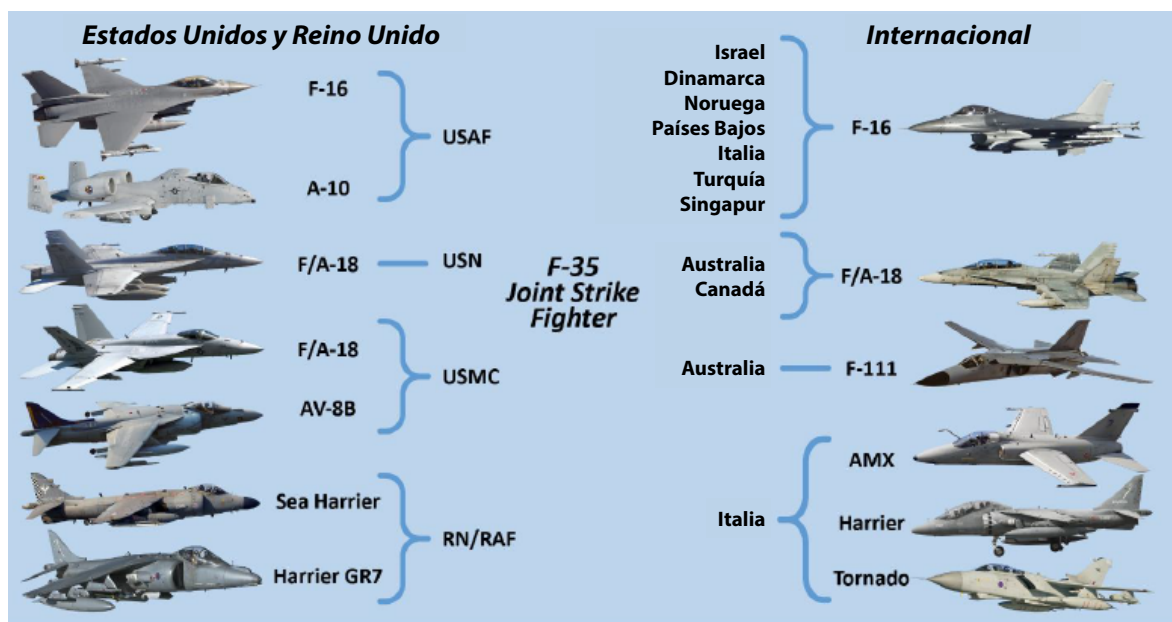 Estados Unidos y Reino Unido
F-16
A-10
USAF
F/A-18
USN
F/A-18
AV-8B
USMC
Sea Harrier
Harrier GR7
RN/RAF
F-35
Joint Strike
Fighter
Internacional
Israel
Dinamarca
Noruega
Países Bajos
Italia
Turquía
Singapur
F-16
Australia
Canadá
F/A-18
Australia
F-111
Italia
AMX
Harrier
Tornado